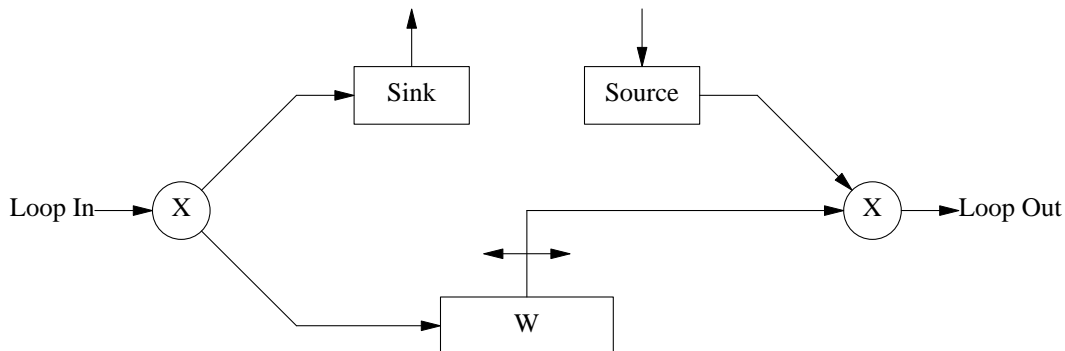 Sink
Source
Loop In
X
X
Loop Out
W